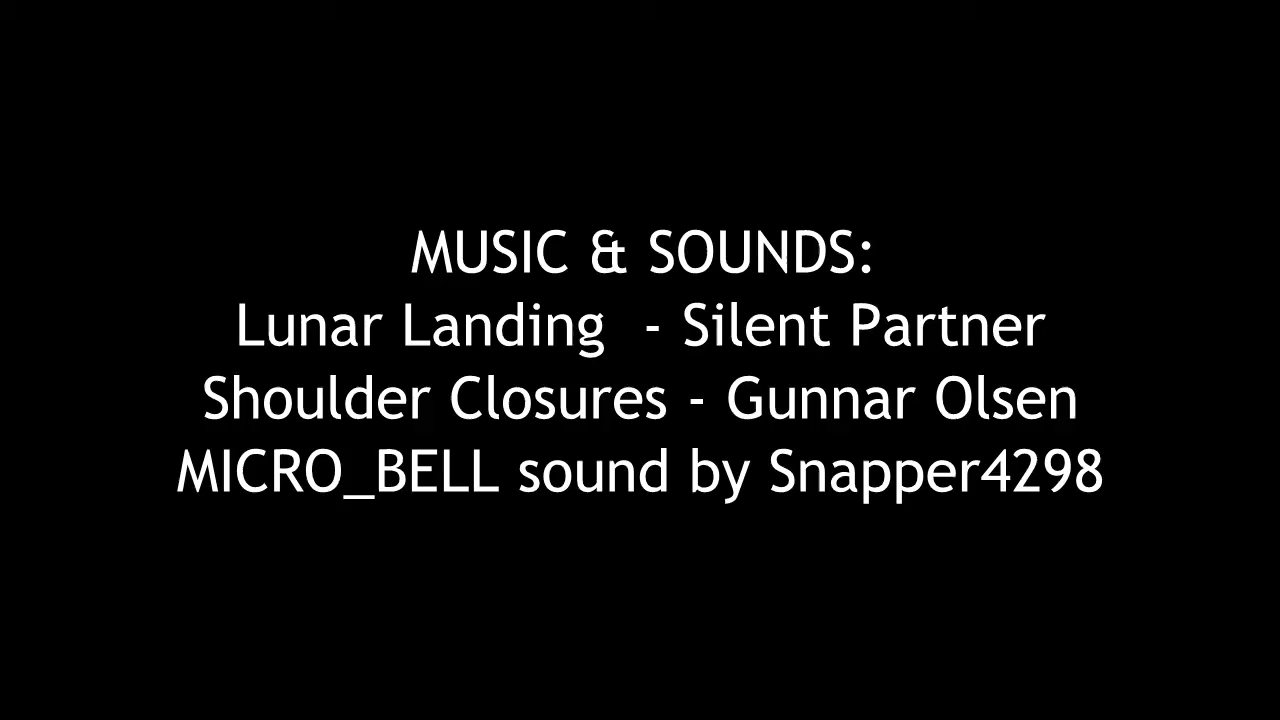 MUSIC & SOUNDS:
Lunar Landing  - Silent Partner
Shoulder Closures - Gunnar Olsen
MICRO_BELL sound by Snapper4298